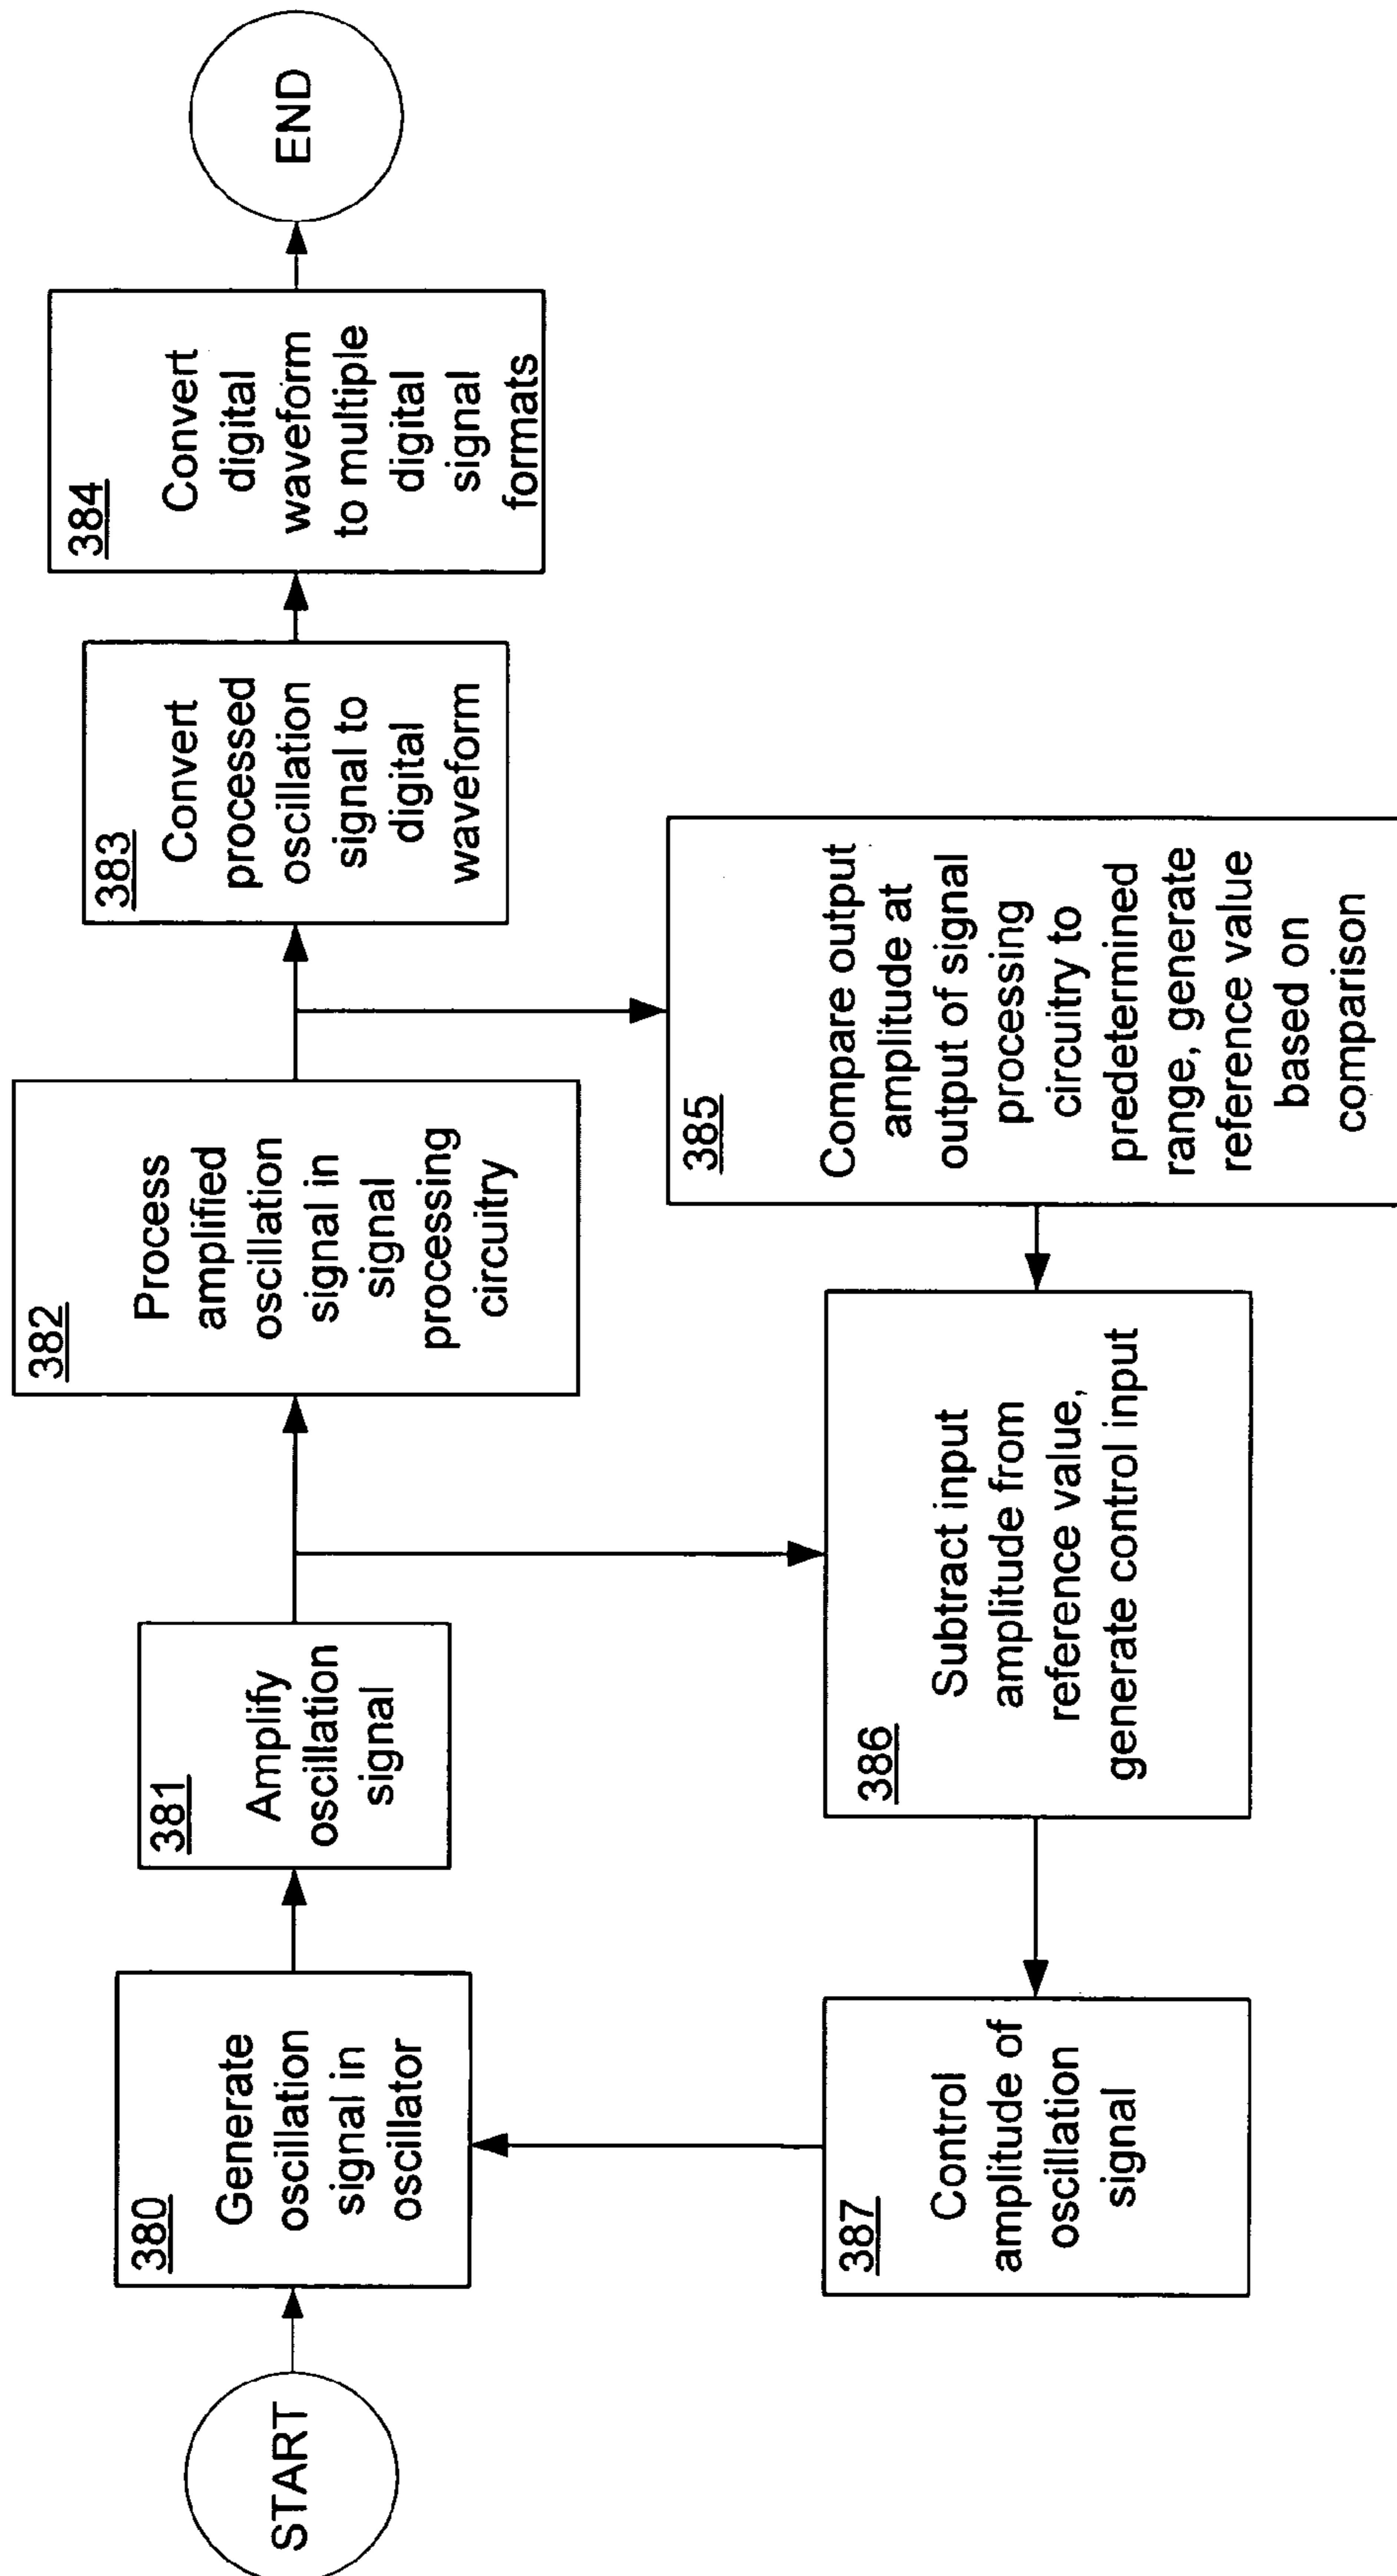 START
380
Generate
oscillation
signal in
oscillator
381
Amplify
oscillation
signal
382
Process
amplified
oscillation
signal in
signal
processing
circuitry
383
Convert
processed
oscillation
signal to
digital
waveform
384
Convert
digital
waveform
to multiple
digital
signal
formats
END
387
Control
amplitude of
oscillation
signal
386
Subtract input
amplitude from
reference value,
generate control input
385
Compare output
amplitude at
output of signal
processing
circuitry to
predetermined
range, generate
reference value
based on
comparison